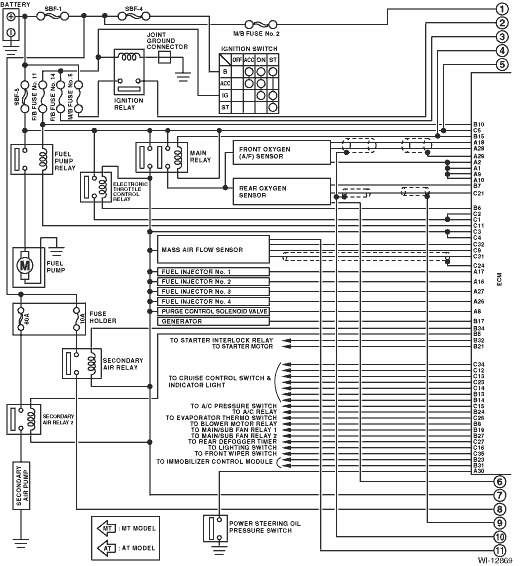 BATTERY
SBF-1
SBF-4
M/B FUSE No. 2
1
2
3
4
5
JOINT
GROUND
CONNECTOR
IGNITION SWITCH
OFF ACC ON ST
B
ACC
IG
ST
IGNITION
RELAY
SBF-5
F/B FUSE No. 11
F/B FUSE No. 14
M/B FUSE No. 8
FUEL
PUMP
RELAY
MAIN
RELAY
ELECTRONIC
THROTTLE
CONTROL
RELAY
FRONT OXYGEN
(A/F) SENSOR
REAR OXYGEN
SENSOR
M
FUEL
PUMP
MASS AIR FLOW SENSOR
FUEL INJECTOR No. 1
FUEL INJECTOR No. 2
FUEL INJECTOR No. 3
FUEL INJECTOR No. 4
PURGE CONTROL SOLENOID VALVE
GENERATOR
60A
FUSE
HOLDER
SECONDARY
AIR RELAY
SECONDARY
AIR RELAY 2
SECONDARY
AIR PUMP
TO STARTER INTERLOCK RELAY
TO STARTER MOTOR
TO CRUISE CONTROL SWITCH &
INDICATOR LIGHT
TO A/C PRESSURE SWITCH
TO A/C RELAY
TO EVAPORATOR THERMO SWITCH
TO BLOWER MOTOR RELAY
TO MAIN/SUB FAN RELAY 1
TO MAIN/SUB FAN RELAY 2
TO REAR DEFOGGER TIMER
TO LIGHTING SWITCH
TO FRONT WIPER SWITCH
TO IMMOBILIZER CONTROL MODULE
B10
C5
B15
A18
A28
A29
A2
A1
A9
A10
B7
C21
B6
C2
C1
C11
C3
C4
C32
C9
C31
C24
A17
A16
A27
A26
A8
B17
B34
B5
B32
B21
C34
C12
C13
C23
C14
B13
B14
C15
B24
C26
B8
B19
B27
C27
C16
C35
B23
B31
A30
ECM
6
7
8
9
10
11
MT : MT MODEL
AT : AT MODEL
POWER STEERING OIL
PRESSURE SWITCH
WI-12869